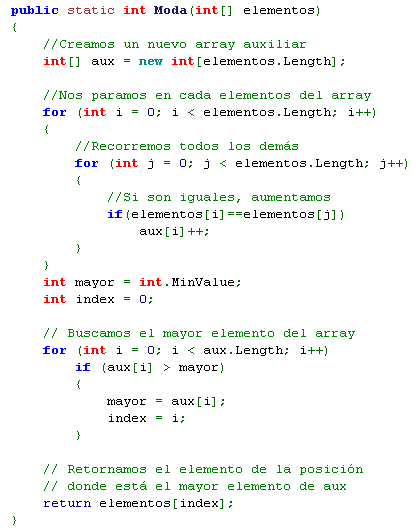 public static int Moda(int[] elementos)
{
    //Creamos un nuevo array auxiliar
    int[] aux = new int[elementos.Length];

    //Nos paramos en cada elementos del array
    for (int i = 0; i < elementos.Length; i++)
    {
        //Recorremos todos los demás
        for (int j = 0; j < elementos.Length; j++)
        {
            //Si son iguales, aumentamos
            if(elementos[i]==elementos[j])
                aux[i]++;
        }
    }
    int mayor = int.MinValue;
    int index = 0;

    // Buscamos el mayor elemento del array
    for (int i = 0; i < aux.Length; i++)
        if (aux[i] > mayor)
        {
            mayor = aux[i];
            index = i;
        }

    // Retornamos el elemento de la posición
    // donde está el mayor elemento de aux
    return elementos[index];
}